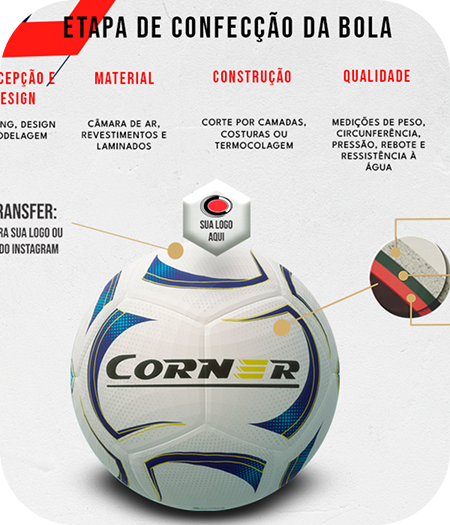 ETAPA DE CONFECÇÃO DA BOLA
CEPÇÃO E
ESIGN
NG, DESIGN
ODELAGEM
MATERIAL
CÂMARA DE AR,
REVESTIMENTOS E
LAMINADOS
CONSTRUÇÃO
CORTE POR CAMADAS,
COSTURAS OU
TERMOCOLAGEM
QUALIDADE
MEDIÇÕES DE PESO,
CIRCUNFERÊNCIA,
PRESSÃO, REBOTE E
RESSISTÊNCIA À
ÁGUA
RANSFER:
RA SUA LOGO OU
DO INSTAGRAM
SUA LOGO
AQUI
CORNER